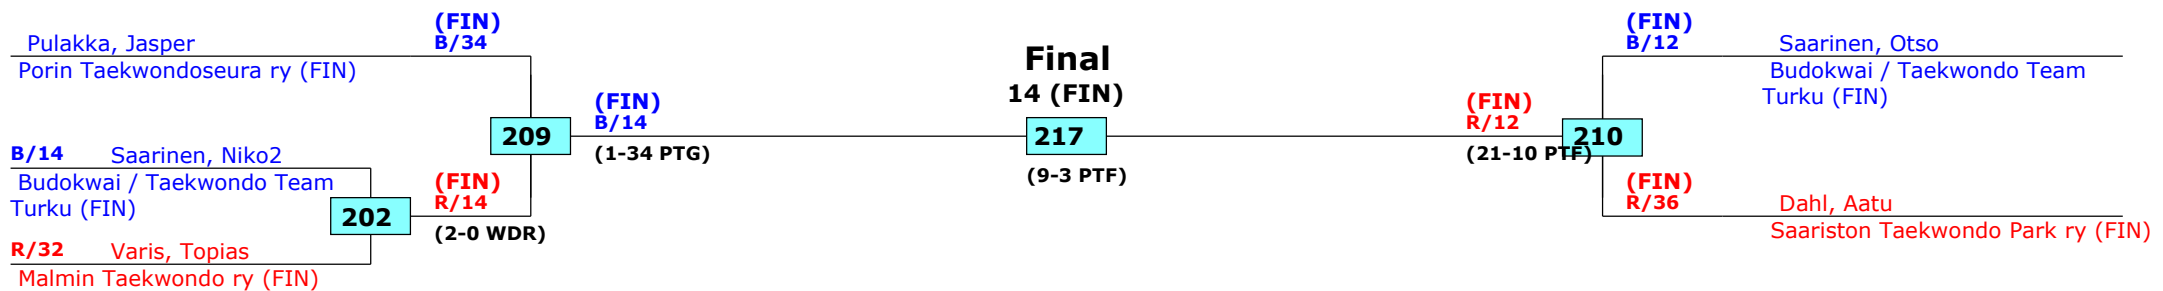 Pulakka, Jasper
Porin Taekwondoseura ry (FIN)
(FIN)
B/34
B/14 Saarinen, Niko2
Budokwai / Taekwondo Team
Turku (FIN)
R/32 Varis, Topias
Malmin Taekwondo ry (FIN)
202
(FIN)
R/14
(2-0 WDR)
209
(FIN)
B/14
(1-34 PTG)
Final
14 (FIN)
217
(9-3 PTF)
(FIN)
R/12
(21-10 PTF)
210
(FIN)
B/12
Saarinen, Otso
Budokwai / Taekwondo Team
Turku (FIN)
(FIN)
R/36
Dahl, Aatu
Saariston Taekwondo Park ry (FIN)